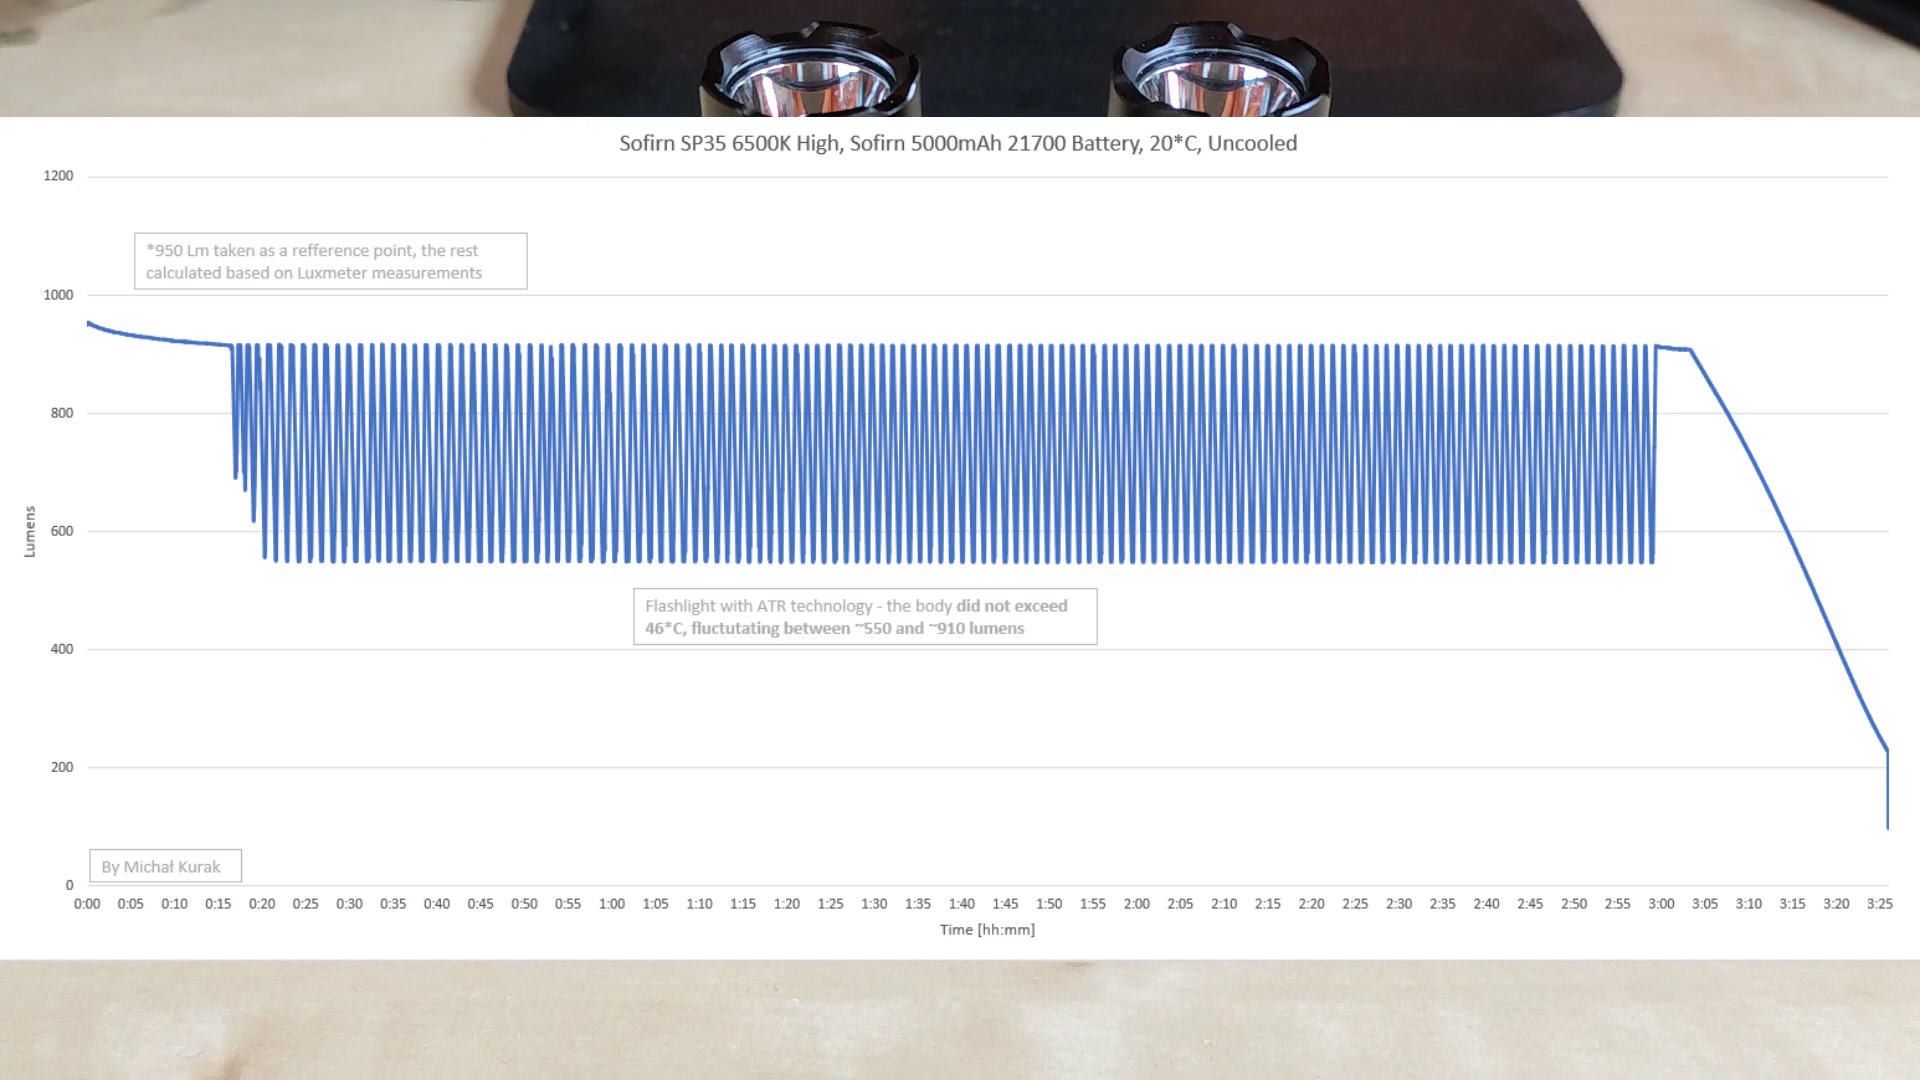 Sofirn SP35 6500K High, Sofirn 5000mAh 21700 Battery, 20*C, Uncooled
1200
*950 Lm taken as a refference point, the rest
calculated based on Luxmeter measurements
1000
800
Lumens
600
Flashlight with ATR technology - the body did not exceed
46*C, fluctutating between ~550 and ~910 lumens
400
200
By Michał Kurak
0
0:00 0:05 0:10 0:15 0:20 0:25 0:30 0:35 0:40 0:45 0:50 0:55 1:00 1:05 1:10 1:15 1:20 1:25 1:30 1:35 1:40 1:45 1:50 1:55 2:00 2:05 2:10 2:15 2:20 2:25 2:30 2:35 2:40 2:45 2:50 2:55 3:00 3:05 3:10 3:15 3:20 3:25
Time [hh:mm]